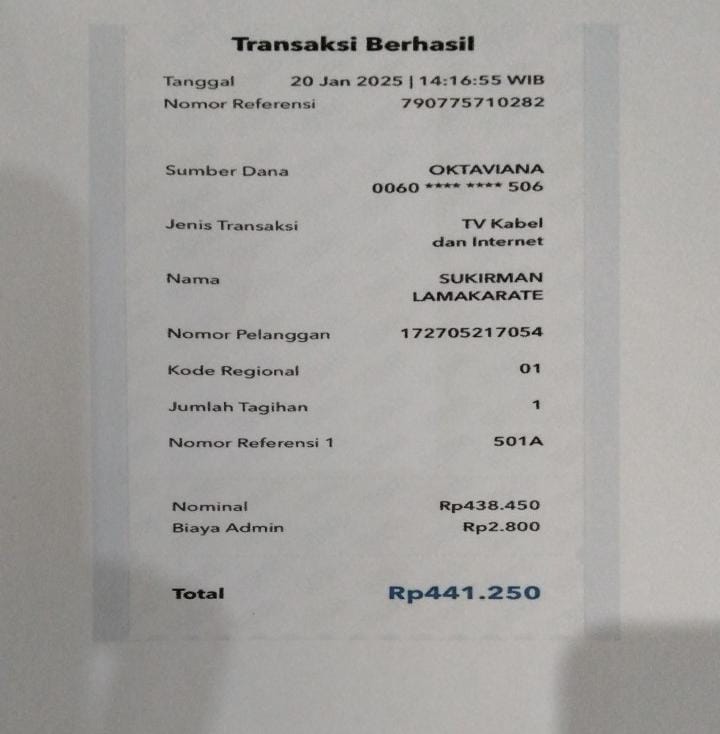 Transaksi Berhasil
Tanggal 20 Jan 2025 | 14:16:55 WIB
Nomor Referensi 790775710282
Sumber Dana OKTAVIANA
0060 **** **** 506
Jenis Transaksi TV Kabel
dan Internet
Nama SUKIRMAN
LAMAKARATE
Nomor Pelanggan 172705217054
Kode Regional 01
Jumlah Tagihan 1
Nomor Referensi 1 501A
Nominal Rp438.450
Biaya Admin Rp2.800
Total Rp441.250